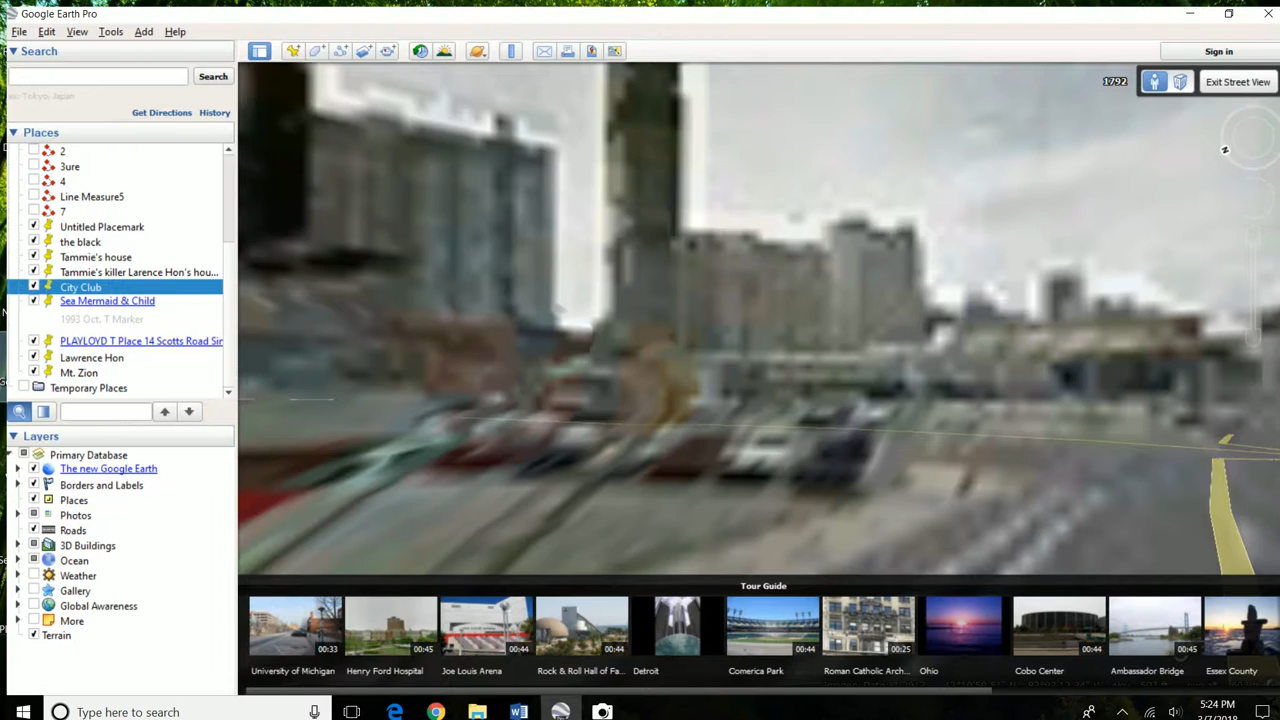 Google Earth Pro
File Edit View Tools Add Help
Search
Sign in
Search
ex: Tokyo, Japan
Get Directions History
1792 Exit Street View
Places
2
3ure
4
Line Measure5
7
Untitled Placemark
the black
Tammie's house
Tammie's killer Larence Hon's hou...
City Club
Sea Mermaid & Child
1993 Oct. T Marker
PLAYLOYD T Place 14 Scotts Road Sin
Lawrence Hon
Mt. Zion
Temporary Places
Layers
Primary Database
The new Google Earth
Borders and Labels
Places
Photos
Roads
3D Buildings
Ocean
Weather
Gallery
Global Awareness
More
Terrain
Tour Guide
00:33 00:45 00:44 00:44 00:44 00:25 00:44 00:45
University of Michigan Henry Ford Hospital Joe Louis Arena Rock & Roll Hall of Fa... Detroit Comerica Park Roman Catholic Arch... Ohio Cobo Center Ambassador Bridge Essex County
Type here to search
5:24 PM
3/7/2018